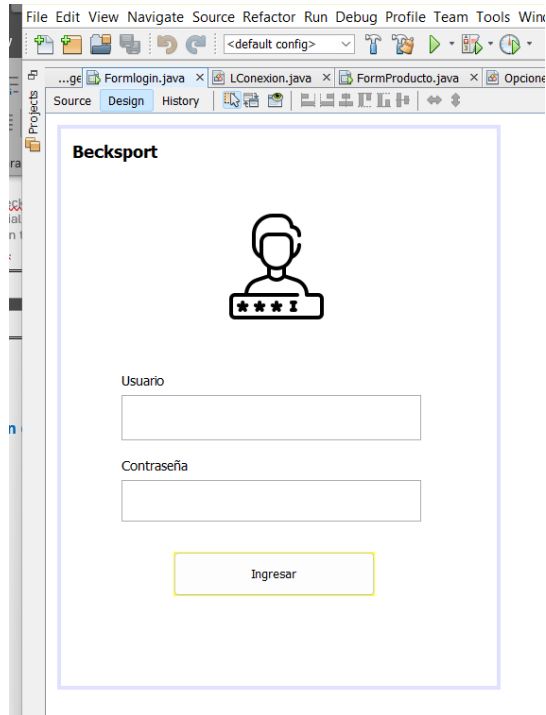 File Edit View Navigate Source Refactor Run Debug Profile Team Tools
<default config>
...ge Formlogin.java × LConexion.java × FormProducto.java × Opcione
Source Design History
Projects
Becksport
* * * I
Usuario
Contraseña
Ingresar